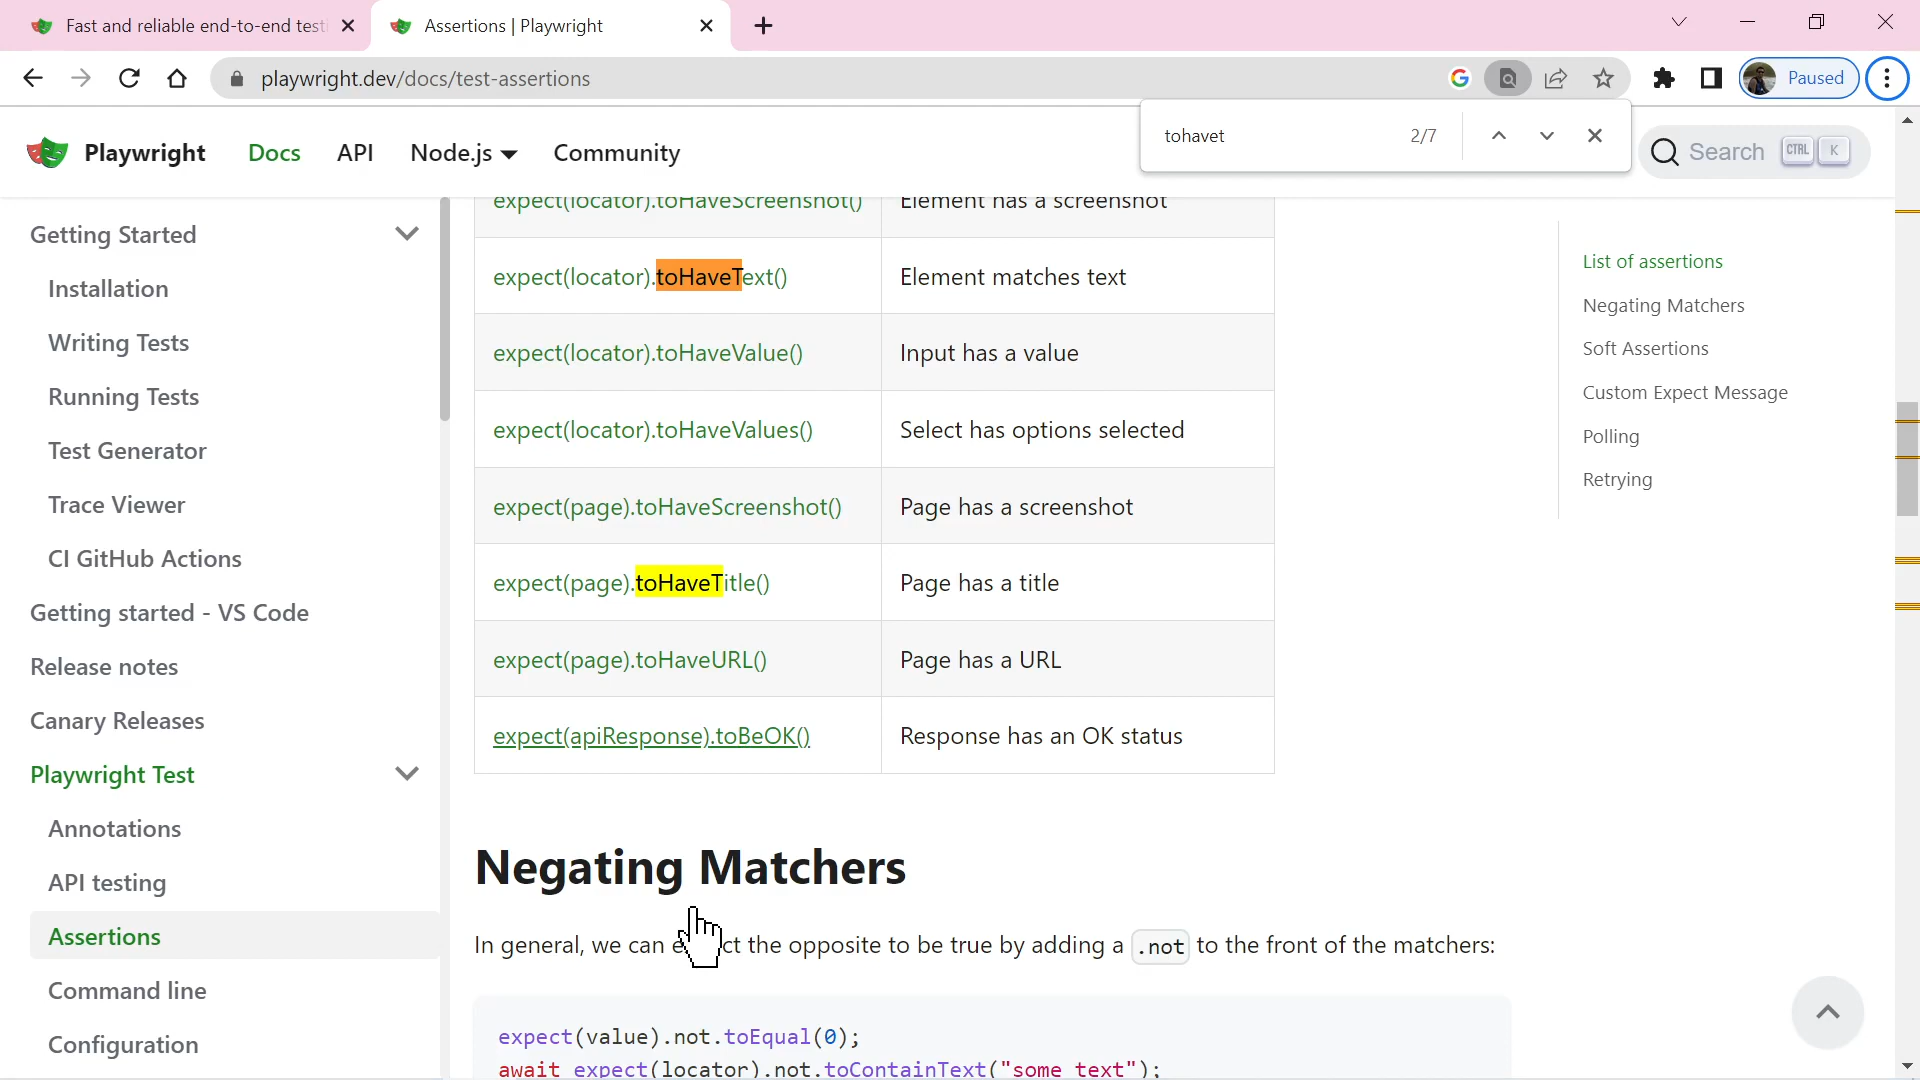 Fast and reliable end-to-end testi
Assertions | Playwright
playwright.dev/docs/test-assertions
Paused
tohavet
2/7
Playwright
Docs
API
Node.js
Community
Search
CTRL
K
Getting Started
Installation
Writing Tests
Running Tests
Test Generator
Trace Viewer
CI GitHub Actions
Getting started - VS Code
Release notes
Canary Releases
Playwright Test
Annotations
API testing
Assertions
Command line
Configuration
expect(locator).toHaveScreenshot()
Element has a screenshot
expect(locator).toHaveText()
Element matches text
expect(locator).toHaveValue()
Input has a value
expect(locator).toHaveValues()
Select has options selected
expect(page).toHaveScreenshot()
Page has a screenshot
expect(page).toHaveTitle()
Page has a title
expect(page).toHaveURL()
Page has a URL
expect(apiResponse).toBeOK()
Response has an OK status
Negating Matchers
In general, we can expect the opposite to be true by adding a .not to the front of the matchers:
expect(value).not.toEqual(0);
await expect(locator).not.toContainText("some text");
List of assertions
Negating Matchers
Soft Assertions
Custom Expect Message
Polling
Retrying